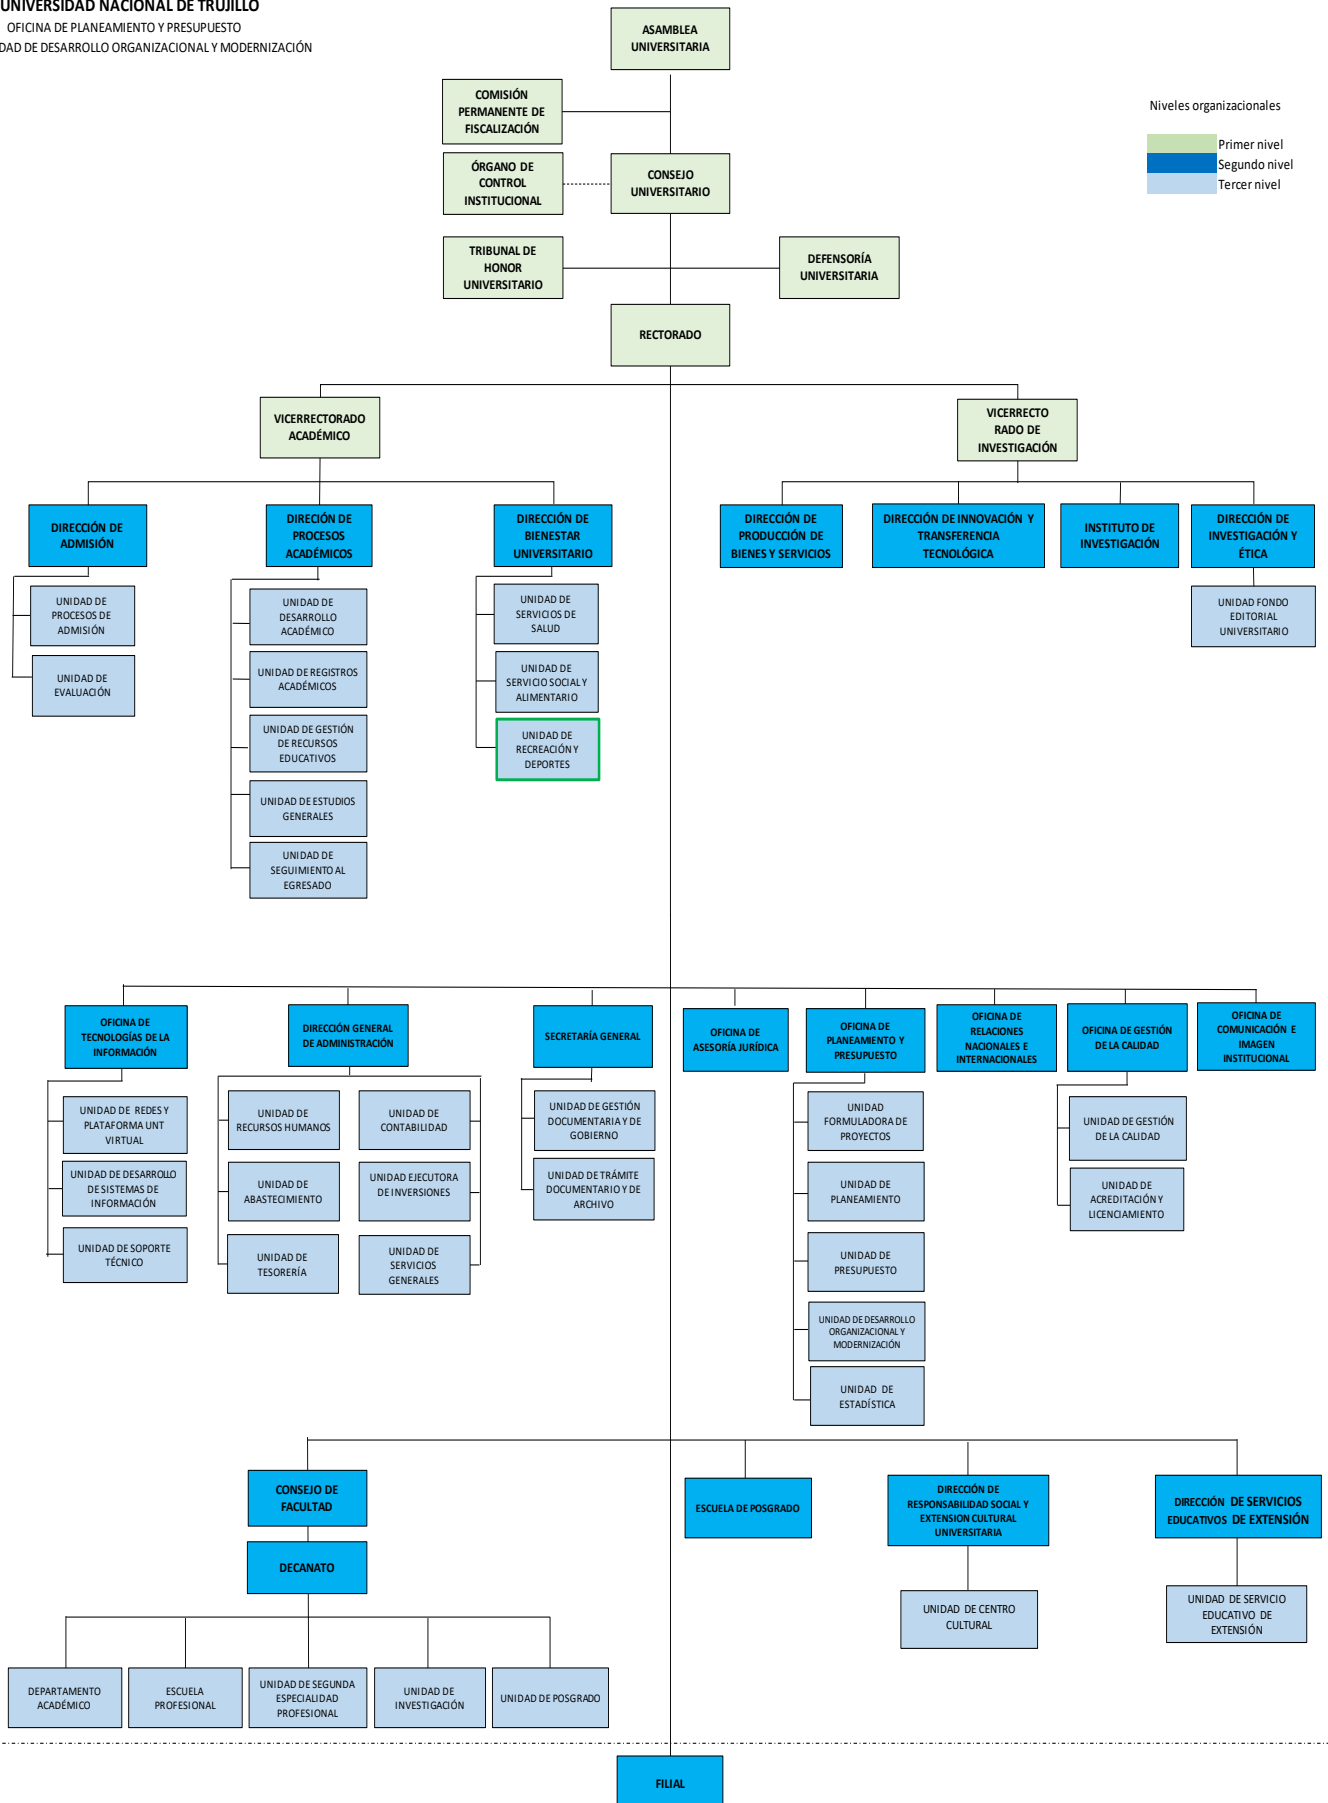 UNIVERSIDAD NACIONAL DE TRUJILLO
OFICINA DE PLANEAMIENTO Y PRESUPUESTO
DAD DE DESARROLLO ORGANIZACIONAL Y MODERNIZACIÓN
ASAMBLEA
UNIVERSITARIA
COMISIÓN
PERMANENTE DE
FISCALIZACIÓN
Niveles organizacionales
Primer nivel
Segundo nivel
Tercer nivel
ÓRGANO DE
CONTROL
INSTITUCIONAL
CONSEJO
UNIVERSITARIO
TRIBUNAL DE
HONOR
UNIVERSITARIO
DEFENSORÍA
UNIVERSITARIA
RECTORADO
VICERRECTORADO
ACADÉMICO
VICERRECTO
RADO DE
INVESTIGACIÓN
DIRECCIÓN DE
ADMISIÓN
DIRECIÓN DE
PROCESOS
ACADÉMICOS
DIRECCIÓN DE
BIENESTAR
UNIVERSITARIO
DIRECCIÓN DE
PRODUCCIÓN DE
BIENES Y SERVICIOS
DIRECCIÓN DE INNOVACIÓN Y
TRANSFERENCIA
TECNOLÓGICA
INSTITUTO DE
INVESTIGACIÓN
DIRECCIÓN DE
INVESTIGACIÓN Y
ÉTICA
UNIDAD DE
PROCESOS DE
ADMISIÓN
UNIDAD DE
EVALUACIÓN
UNIDAD DE
DESARROLLO
ACADÉMICO
UNIDAD DE REGISTROS
ACADÉMICOS
UNIDAD DE GESTIÓN
DE RECURSOS
EDUCATIVOS
UNIDAD DE ESTUDIOS
GENERALES
UNIDAD DE
SEGUIMIENTO AL
EGRESADO
UNIDAD DE
SERVICIOS DE
SALUD
UNIDAD DE
SERVICIO SOCIAL Y
ALIMENTARIO
UNIDAD DE
RECREACIÓN Y
DEPORTES
UNIDAD FONDO
EDITORIAL
UNIVERSITARIO
OFICINA DE
TECNOLOGÍAS DE LA
INFORMACIÓN
DIRECCIÓN GENERAL
DE ADMINISTRACIÓN
SECRETARÍA GENERAL
OFICINA DE
ASESORÍA JURÍDICA
OFICINA DE
PLANEAMIENTO Y
PRESUPUESTO
OFICINA DE
RELACIONES
NACIONALES E
INTERNACIONALES
OFICINA DE GESTIÓN
DE LA CALIDAD
OFICINA DE
COMUNICACIÓN E
IMAGEN
INSTITUCIONAL
UNIDAD DE REDES Y
PLATAFORMA UNT
VIRTUAL
UNIDAD DE DESARROLLO
DE SISTEMAS DE
INFORMACIÓN
UNIDAD DE SOPORTE
TÉCNICO
UNIDAD DE
RECURSOS HUMANOS
UNIDAD DE
ABASTECIMIENTO
UNIDAD DE
TESORERÍA
UNIDAD DE
CONTABILIDAD
UNIDAD EJECUTORA
DE INVERSIONES
UNIDAD DE
SERVICIOS
GENERALES
UNIDAD DE GESTIÓN
DOCUMENTARIA Y DE
GOBIERNO
UNIDAD DE TRÁMITE
DOCUMENTARIO Y DE
ARCHIVO
UNIDAD
FORMULADORA DE
PROYECTOS
UNIDAD DE
PLANEAMIENTO
UNIDAD DE
PRESUPUESTO
UNIDAD DE DESARROLLO
ORGANIZACIONAL Y
MODERNIZACIÓN
UNIDAD DE
ESTADÍSTICA
UNIDAD DE GESTIÓN
DE LA CALIDAD
UNIDAD DE
ACREDITACIÓN Y
LICENCIAMIENTO
CONSEJO DE
FACULTAD
DECANATO
ESCUELA DE POSGRADO
DIRECCIÓN DE
RESPONSABILIDAD SOCIAL Y
EXTENSION CULTURAL
UNIVERSITARIA
DIRECCIÓN DE SERVICIOS
EDUCATIVOS DE EXTENSIÓN
UNIDAD DE CENTRO
CULTURAL
UNIDAD DE SERVICIO
EDUCATIVO DE
EXTENSIÓN
DEPARTAMENTO
ACADÉMICO
ESCUELA
PROFESIONAL
UNIDAD DE SEGUNDA
ESPECIALIDAD
PROFESIONAL
UNIDAD DE
INVESTIGACIÓN
UNIDAD DE POSGRADO
FILIAL